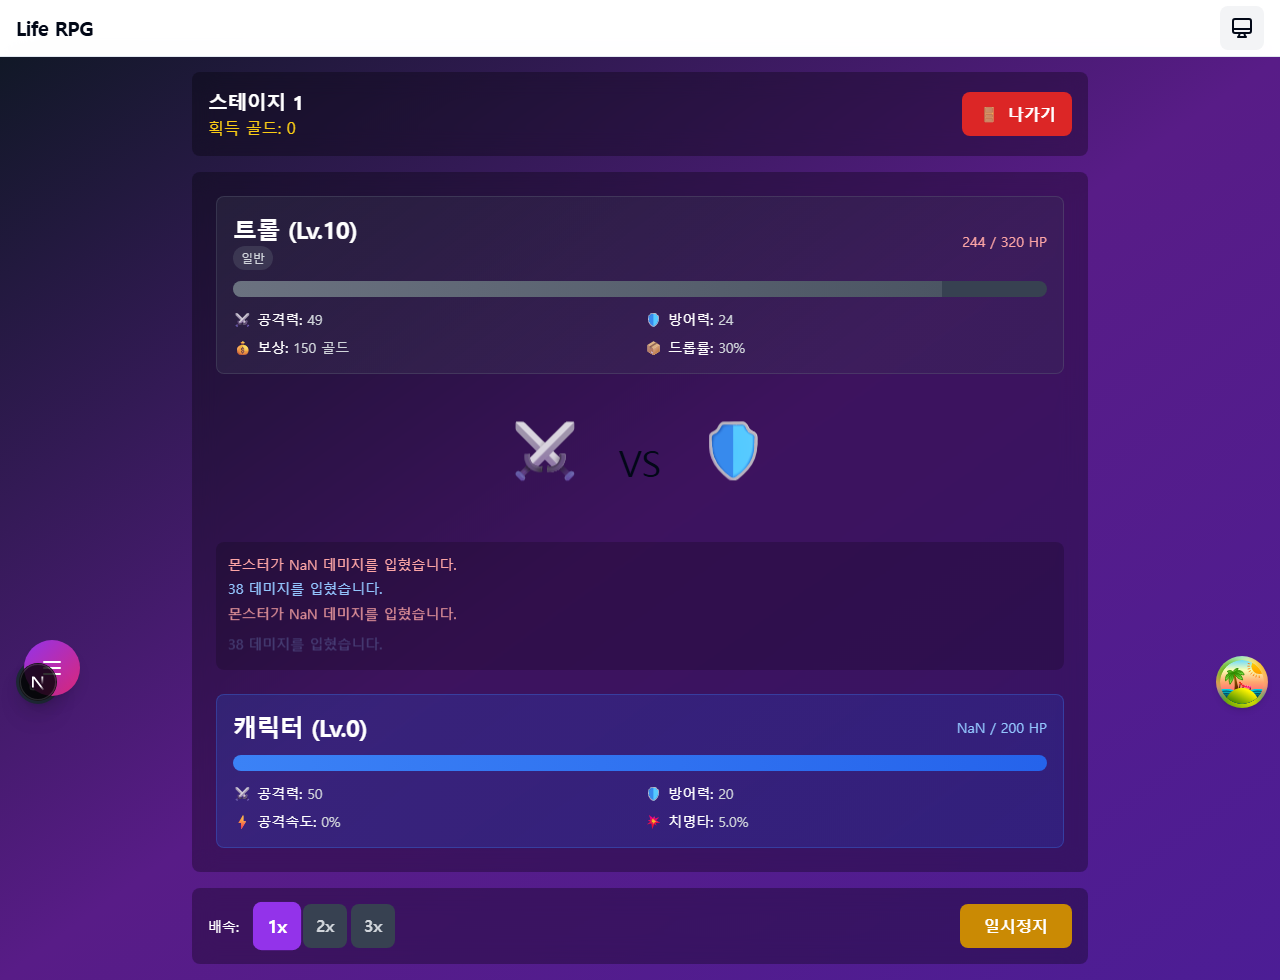 Life RPG
스테이지 1
획득 골드: 0
나가기
트롤 (Lv.10)
일반
244 / 320 HP
공격력: 49
방어력: 24
보상: 150 골드
드롭률: 30%
VS
몬스터가 NaN 데미지를 입혔습니다.
38 데미지를 입혔습니다.
몬스터가 NaN 데미지를 입혔습니다.
38 데미지를 입혔습니다.
N
캐릭터 (Lv.0)
NaN / 200 HP
공격력: 50
방어력: 20
공격속도: 0%
치명타: 5.0%
배속:
1x
2x
3x
일시정지